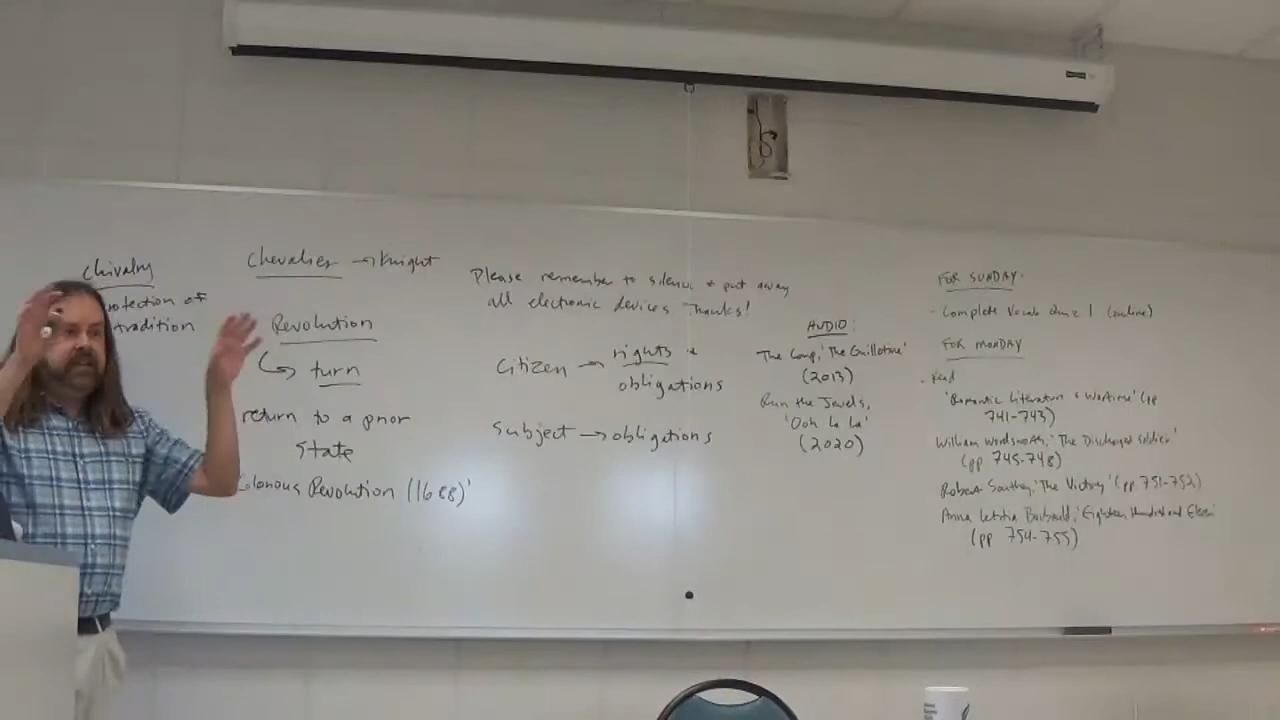 Chivalry
protection of
tradition
Chevalier → Knight
Revolution
↳ turn
return to a prior
state
Glorious Revolution (1688)
Please remember to silence + put away
all electronic devices Thanks!
Citizen → rights +
obligations
Subject → obligations
AUDIO:
The Coup, 'The Guillotine'
(2013)
Run the Jewels,
'Ooh La La'
(2020)
FOR SUNDAY:
- Complete Vocab Quiz 1 (online)
FOR MONDAY
- Read
'Romantic Literature & Wartime' (pp
741-743)
William Wordsworth, 'The Discharged Soldier'
(pp 745-748)
Robert Southey, 'The Victory' (pp 751-752)
Anna Letitia Barbauld, 'Eighteen Hundred and Eleven'
(pp 754-755)